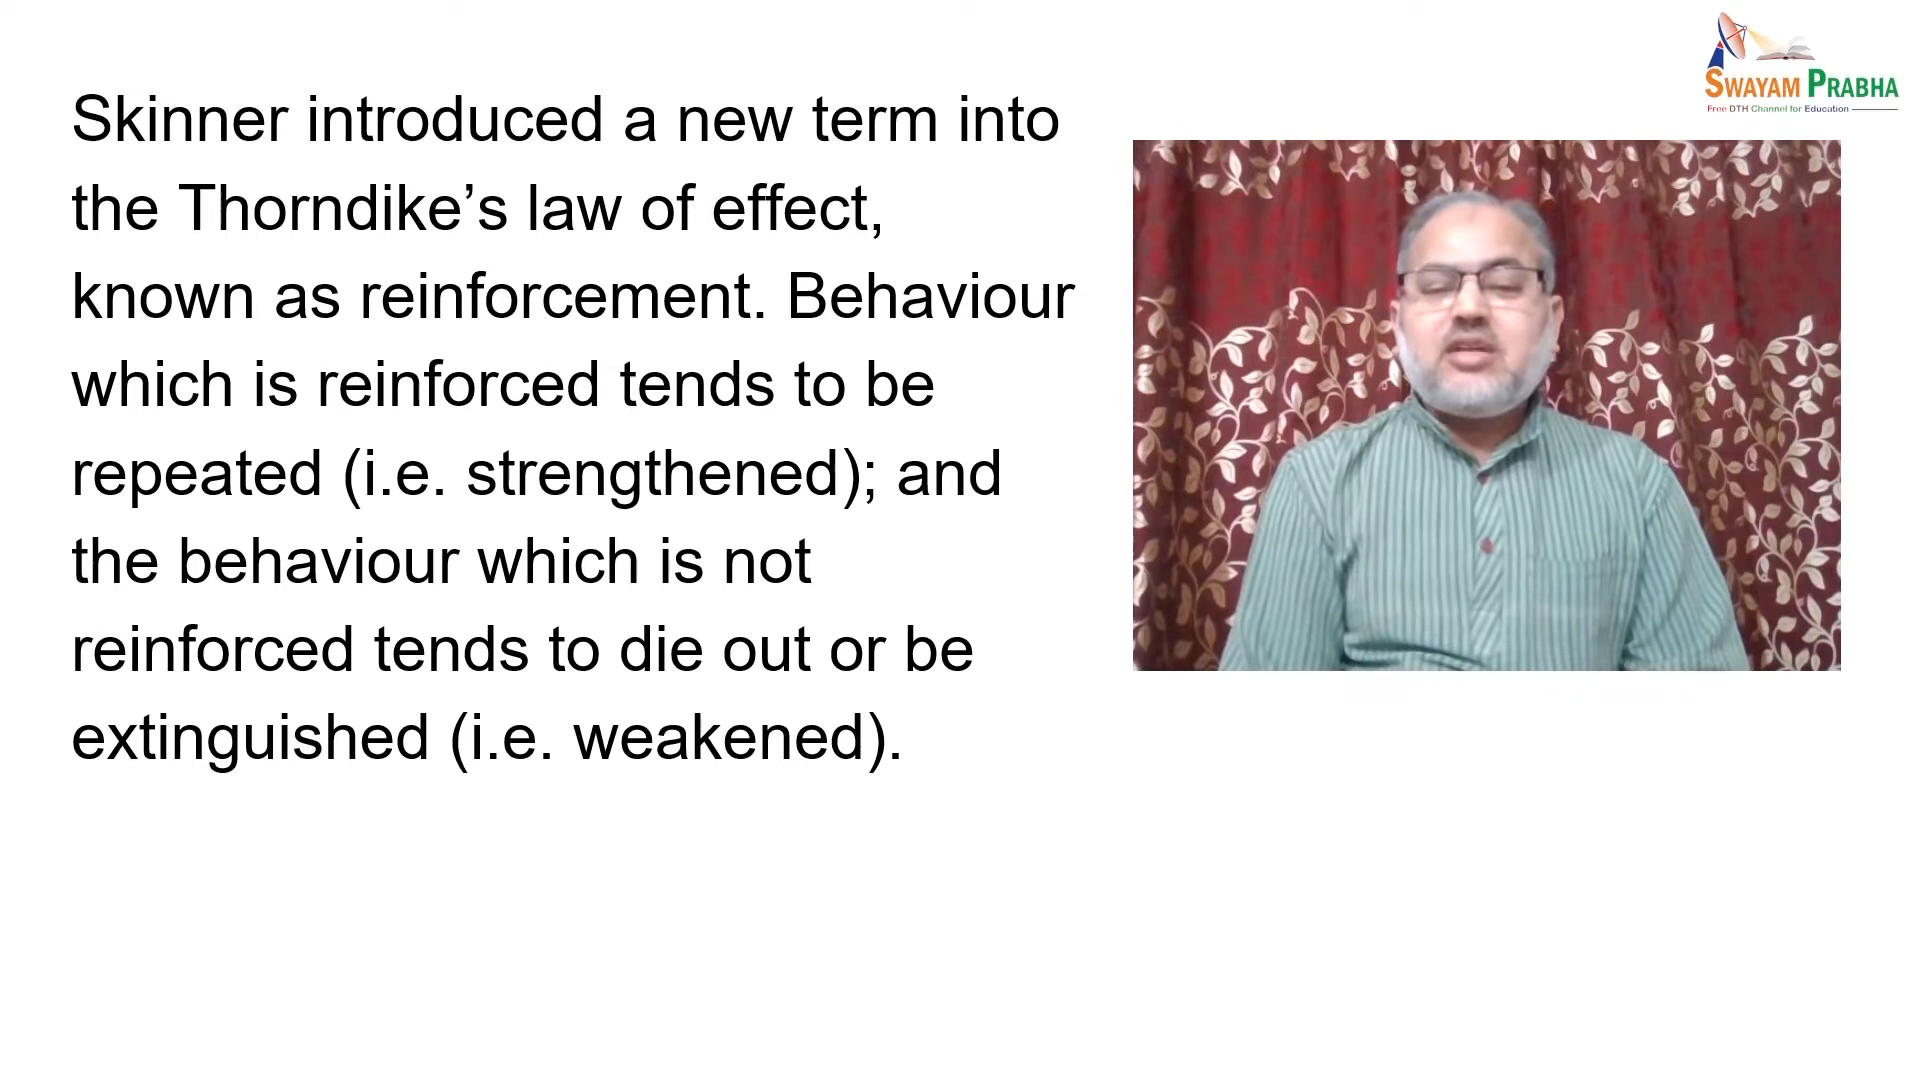 Skinner introduced a new term into
the Thorndike’s law of effect,
known as reinforcement. Behaviour
which is reinforced tends to be
repeated (i.e. strengthened); and
the behaviour which is not
reinforced tends to die out or be
extinguished (i.e. weakened).
SWAYAM PRABHA
Free DTH Channel for Education